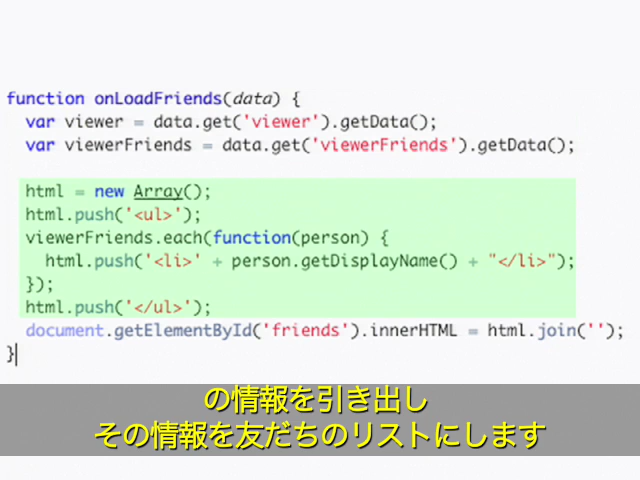 function onLoadFriends(data) {
var viewer = data.get('viewer').getData();
var viewerFriends = data.get('viewerFriends').getData();
html = new Array();
html.push('<ul>');
viewerFriends.each(function(person) {
html.push('<li>' + person.getDisplayName() + "</li>");
});
html.push('</ul>');
document.getElementById('friends').innerHTML = html.join('');
}
の情報を引き出し
その情報を友だちのリストにします